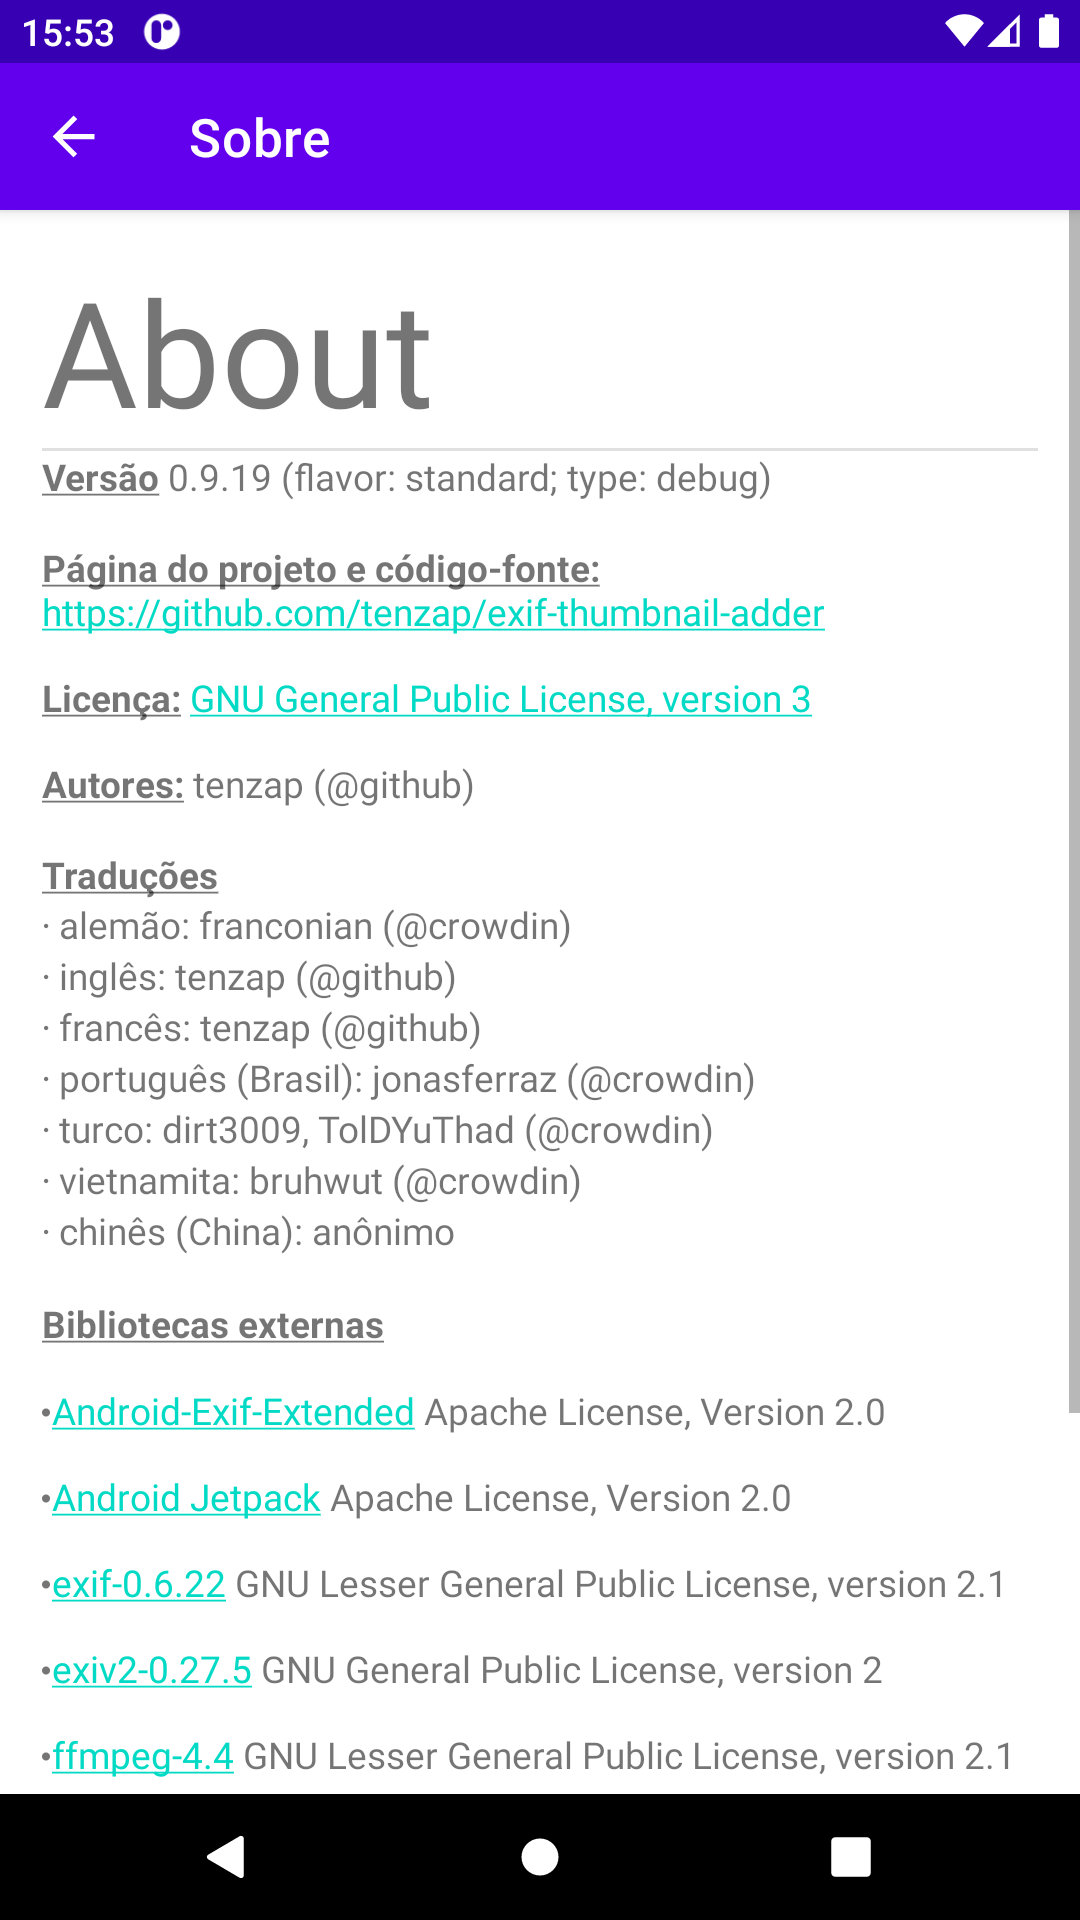 15:53
Sobre
About
Versão 0.9.19 (flavor: standard; type: debug)
Página do projeto e código-fonte:
https://github.com/tenzap/exif-thumbnail-adder
Licença: GNU General Public License, version 3
Autores: tenzap (@github)
Traduções
· alemão: franconian (@crowdin)
· inglês: tenzap (@github)
· francês: tenzap (@github)
· português (Brasil): jonasferraz (@crowdin)
· turco: dirt3009, TolDYuThad (@crowdin)
· vietnamita: bruhwut (@crowdin)
· chinês (China): anônimo
Bibliotecas externas
•Android-Exif-Extended Apache License, Version 2.0
•Android Jetpack Apache License, Version 2.0
•exif-0.6.22 GNU Lesser General Public License, version 2.1
•exiv2-0.27.5 GNU General Public License, version 2
•ffmpeg-4.4 GNU Lesser General Public License, version 2.1